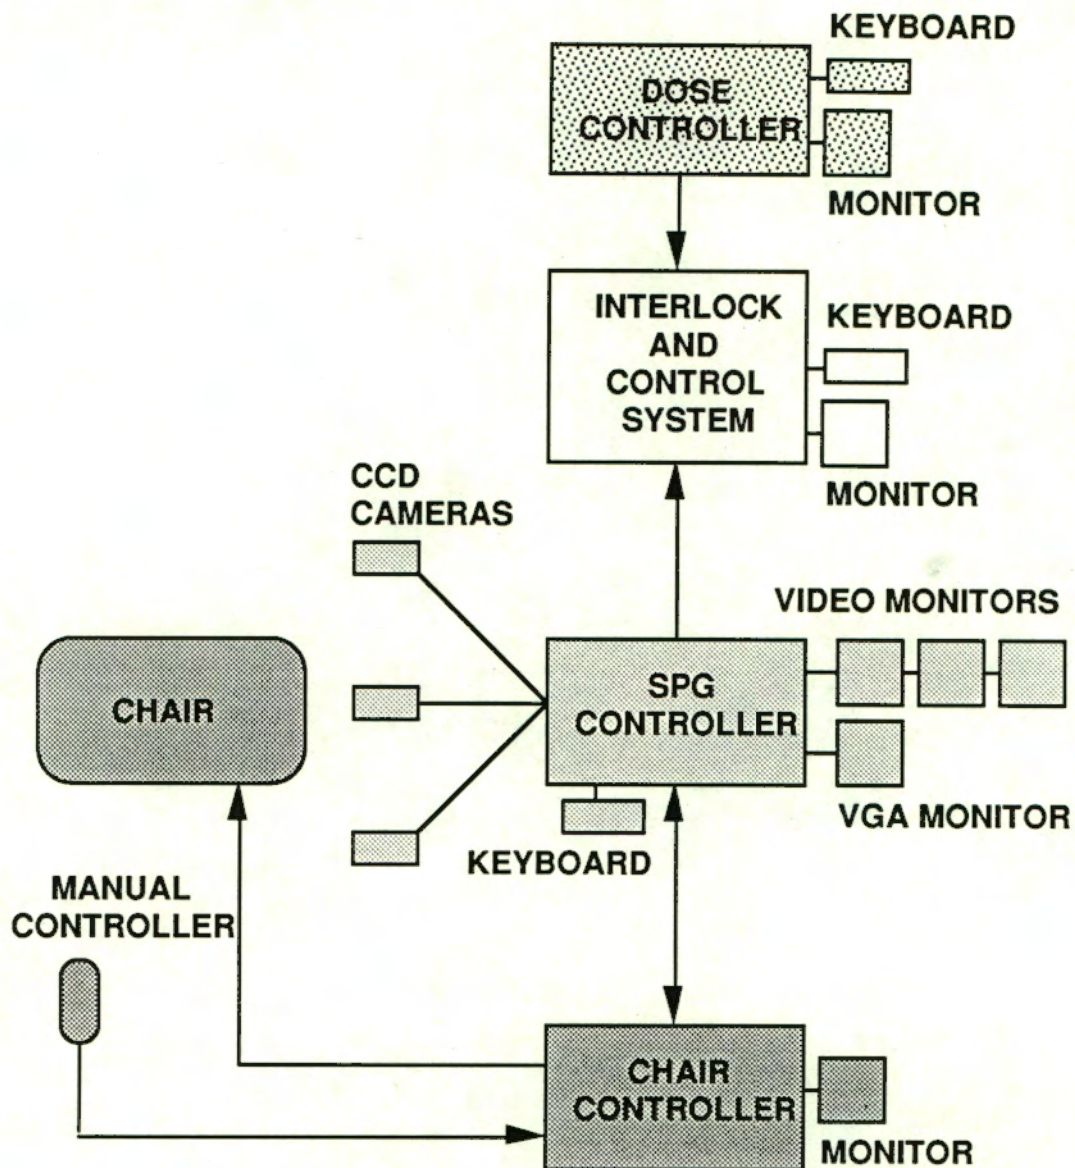 KEYBOARD
DOSE
CONTROLLER
MONITOR
INTERLOCK
AND
CONTROL
SYSTEM
KEYBOARD
MONITOR
CCD
CAMERAS
VIDEO MONITORS
CHAIR
SPG
CONTROLLER
VGA MONITOR
KEYBOARD
MANUAL
CONTROLLER
CHAIR
CONTROLLER
MONITOR